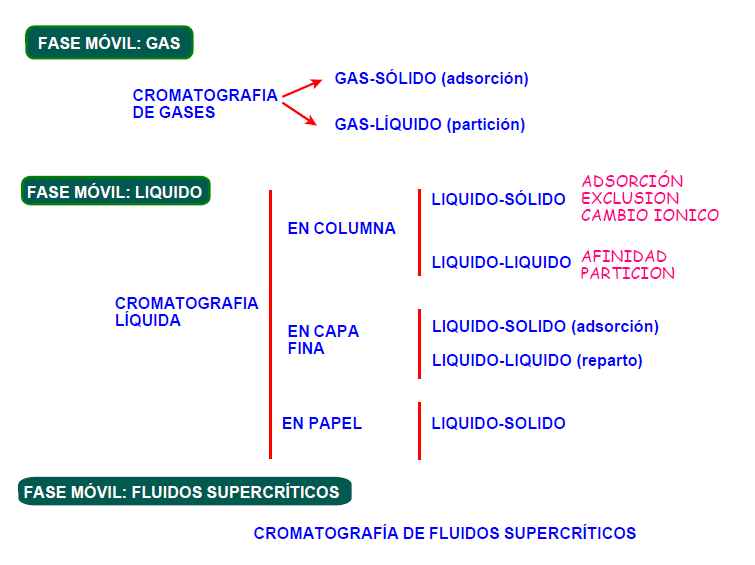 FASE MÓVIL: GAS
CROMATOGRAFIA
DE GASES
GAS-SÓLIDO (adsorción)
GAS-LÍQUIDO (partición)
FASE MÓVIL: LIQUIDO
CROMATOGRAFIA
LÍQUIDA
EN COLUMNA
LIQUIDO-SÓLIDO
ADSORCIÓN
EXCLUSION
CAMBIO IONICO
LIQUIDO-LIQUIDO
AFINIDAD
PARTICION
EN CAPA
FINA
LIQUIDO-SOLIDO (adsorción)
LIQUIDO-LIQUIDO (reparto)
EN PAPEL
LIQUIDO-SOLIDO
FASE MÓVIL: FLUIDOS SUPERCRÍTICOS
CROMATOGRAFÍA DE FLUIDOS SUPERCRÍTICOS